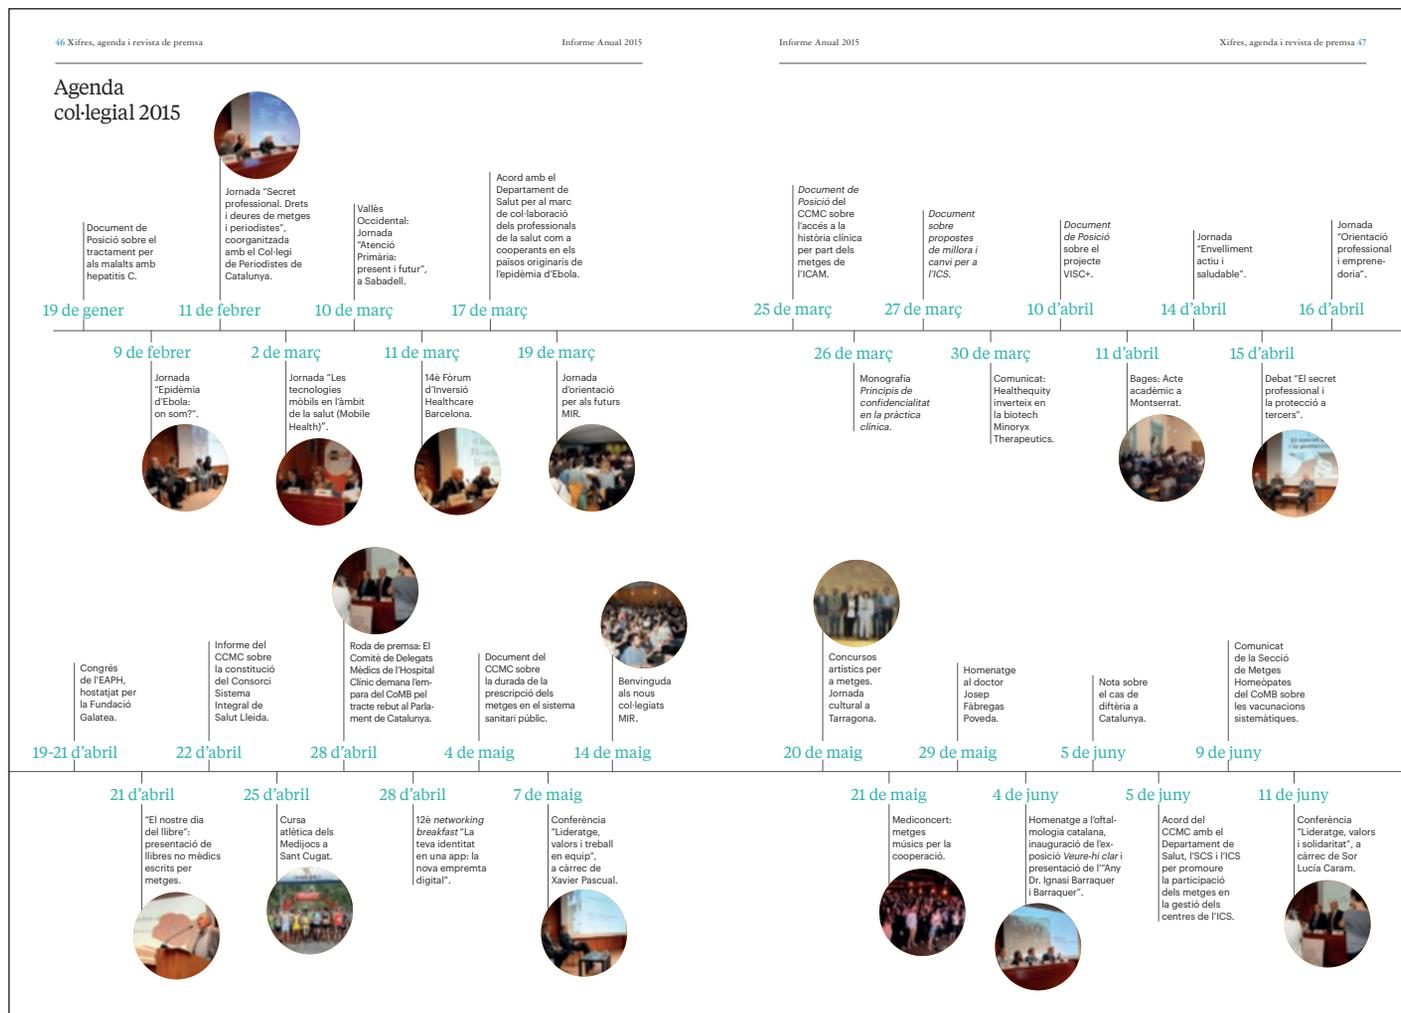 46 Xifres, agenda i revista de premsa
Informe Anual 2015
Informe Anual 2015
Xifres, agenda i revista de premsa 47
Agenda
col·legial 2015
Document de
Posició sobre el
tractament per
als malalts amb
hepatitis C.
19 de gener
Jornada “Secret
professional. Drets
i deures de metges
i periodistes”,
coorganitzada
amb el Col·legi
de Periodistes de
Catalunya.
11 de febrer
Vallès
Occidental:
Jornada
“Atenció
Primària:
present i futur”,
a Sabadell.
10 de març
Acord amb el
Departament de
Salut per al marc
de col·laboració
dels professionals
de la salut com a
cooperants en els
països originaris de
l’epidèmia d’Ebola.
17 de març
Document de
Posició del
CCMC sobre
l’accés a la
història clínica
per part dels
metges de
l’ICAM.
25 de març
Document
sobre
propostes
de millora i
canvi per a
l’ICS.
27 de març
Document
de Posició
sobre el
projecte
VISC+.
10 d’abril
Jornada
“Envelliment
actiu i
saludable”.
14 d’abril
Jornada
“Orientació
professional
i emprene-
doria”.
16 d’abril
9 de febrer
Jornada
“Epidèmia
d’Ebola:
on som?”.
2 de març
Jornada “Les
tecnologies
mòbils en l’àmbit
de la salut (Mobile
Health)”.
11 de març
14è Fòrum
d’Inversió
Healthcare
Barcelona.
19 de març
Jornada
d’orientació
per als futurs
MIR.
26 de març
Monografia
Principis de
confidencialitat
en la pràctica
clínica.
30 de març
Comunicat:
Healthequity
inverteix en
la biotech
Minoryx
Therapeutics.
11 d’abril
Bages: Acte
acadèmic a
Montserrat.
15 d’abril
Debat “El secret
professional i
la protecció a
tercers”.
Congrés
de l’EAPH,
hostatjat per
la Fundació
Galatea.
19-21 d’abril
Informe del
CCMC sobre
la constitució
del Consorci
Sistema
Integral de
Salut Lleida.
22 d’abril
Roda de premsa: El
Comitè de Delegats
Mèdics de l’Hospital
Clínic demana l’em-
para del CoMB pel
tracte rebut al Parla-
ment de Catalunya.
28 d’abril
Document del
CCMC sobre
la durada de la
prescripció dels
metges en el sistema
sanitari públic.
4 de maig
Benvinguda
als nous
col·legiats
MIR.
14 de maig
Concursos
artístics per
a metges.
Jornada
cultural a
Tarragona.
20 de maig
Homenatge
al doctor
Josep
Fàbregas
Poveda.
29 de maig
Nota sobre
el cas de
diftèria a
Catalunya.
5 de juny
Comunicat
de la Secció
de Metges
Homeòpates
del CoMB sobre
les vacunacions
sistemàtiques.
9 de juny
21 d’abril
“El nostre dia
del llibre”:
presentació de
llibres no mèdics
escrits per
metges.
25 d’abril
Cursa
atlètica dels
Medijocs a
Sant Cugat.
28 d’abril
12è networking
breakfast “La
teva identitat
en una app: la
nova empremta
digital”.
7 de maig
Conferència
“Lideratge,
valors i treball
en equip”,
a càrrec de
Xavier Pascual.
21 de maig
Mediconcert:
metges
músics per la
cooperació.
4 de juny
Homenatge a l’oftal-
mologia catalana,
inauguració de l’ex-
posició Veure-hi clar i
presentació de l’“Any
Dr. Ignasi Barraquer
i Barraquer”.
5 de juny
Acord del
CCMC amb el
Departament de
Salut, l’SCS i l’ICS
per promoure
la participació
dels metges en
la gestió dels
centres de l’ICS.
11 de juny
Conferència
“Lideratge, valors
i solidaritat”, a
càrrec de Sor
Lucía Caram.